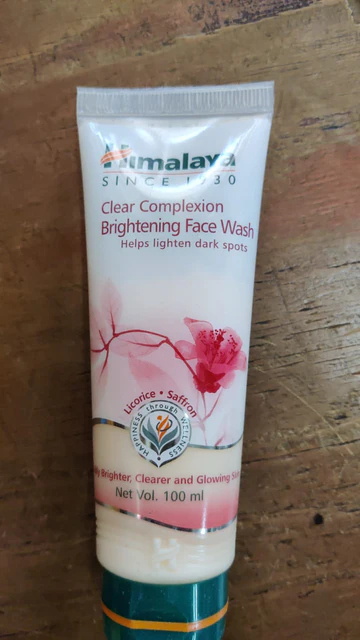 Himalaya
SINCE 1930
Clear Complexion
Brightening Face Wash
Helps lighten dark spots
Licorice • Saffron
HAPPINESS through WELLNESS
Brighter, Clearer and Glowing
Net Vol. 100 ml